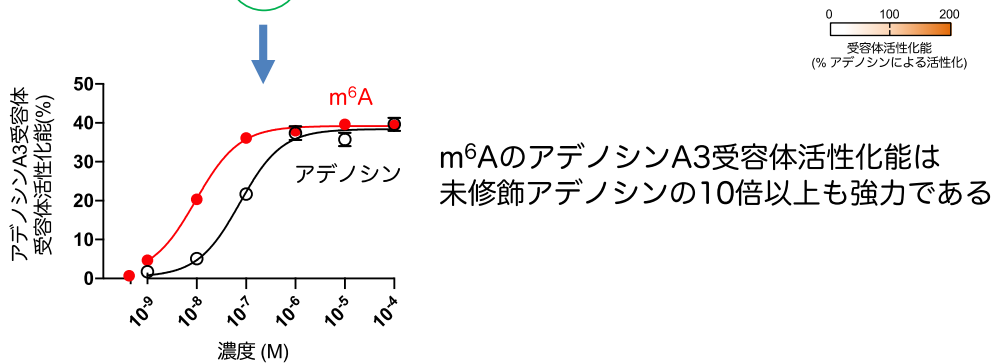 0 100 200
受容体活性化能
(% アデノシンによる活性化)
アデノシンA3受容体
受容体活性化能(%)
50
40
30
20
10
0
m⁶A
アデノシン
10⁻⁹ 10⁻⁸ 10⁻⁷ 10⁻⁶ 10⁻⁵ 10⁻⁴
濃度 (M)
m⁶AのアデノシンA3受容体活性化能は
未修飾アデノシンの10倍以上も強力である